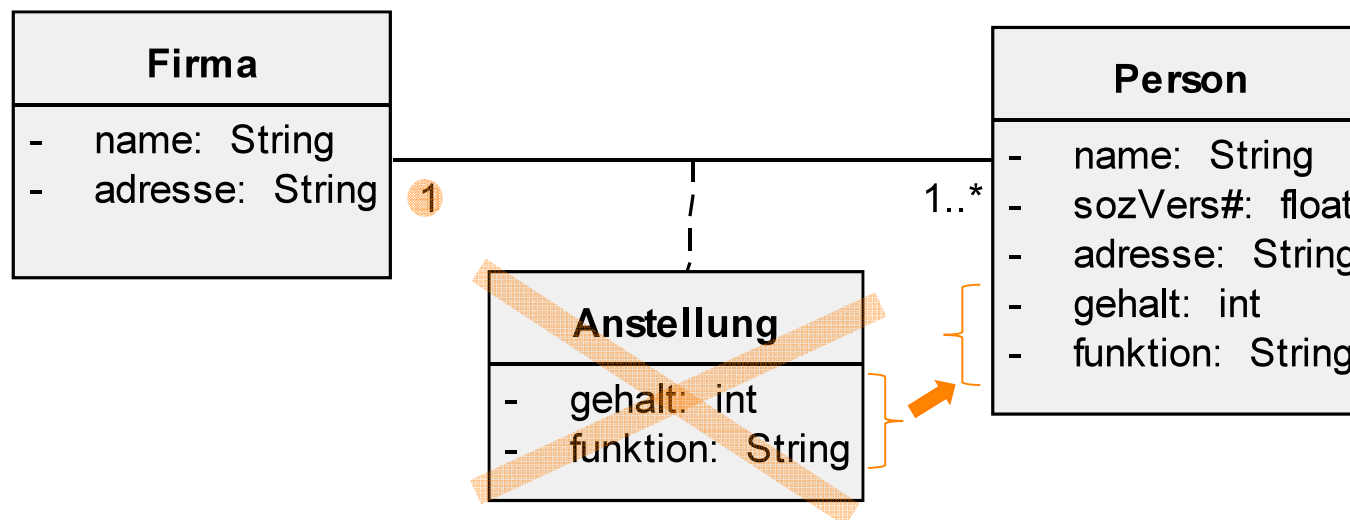 Firma
- name: String
- adresse: String
1
1..*
Person
- name: String
- sozVers#: float
- adresse: String
- gehalt: int
- funktion: String
Anstellung
- gehalt: int
- funktion: String